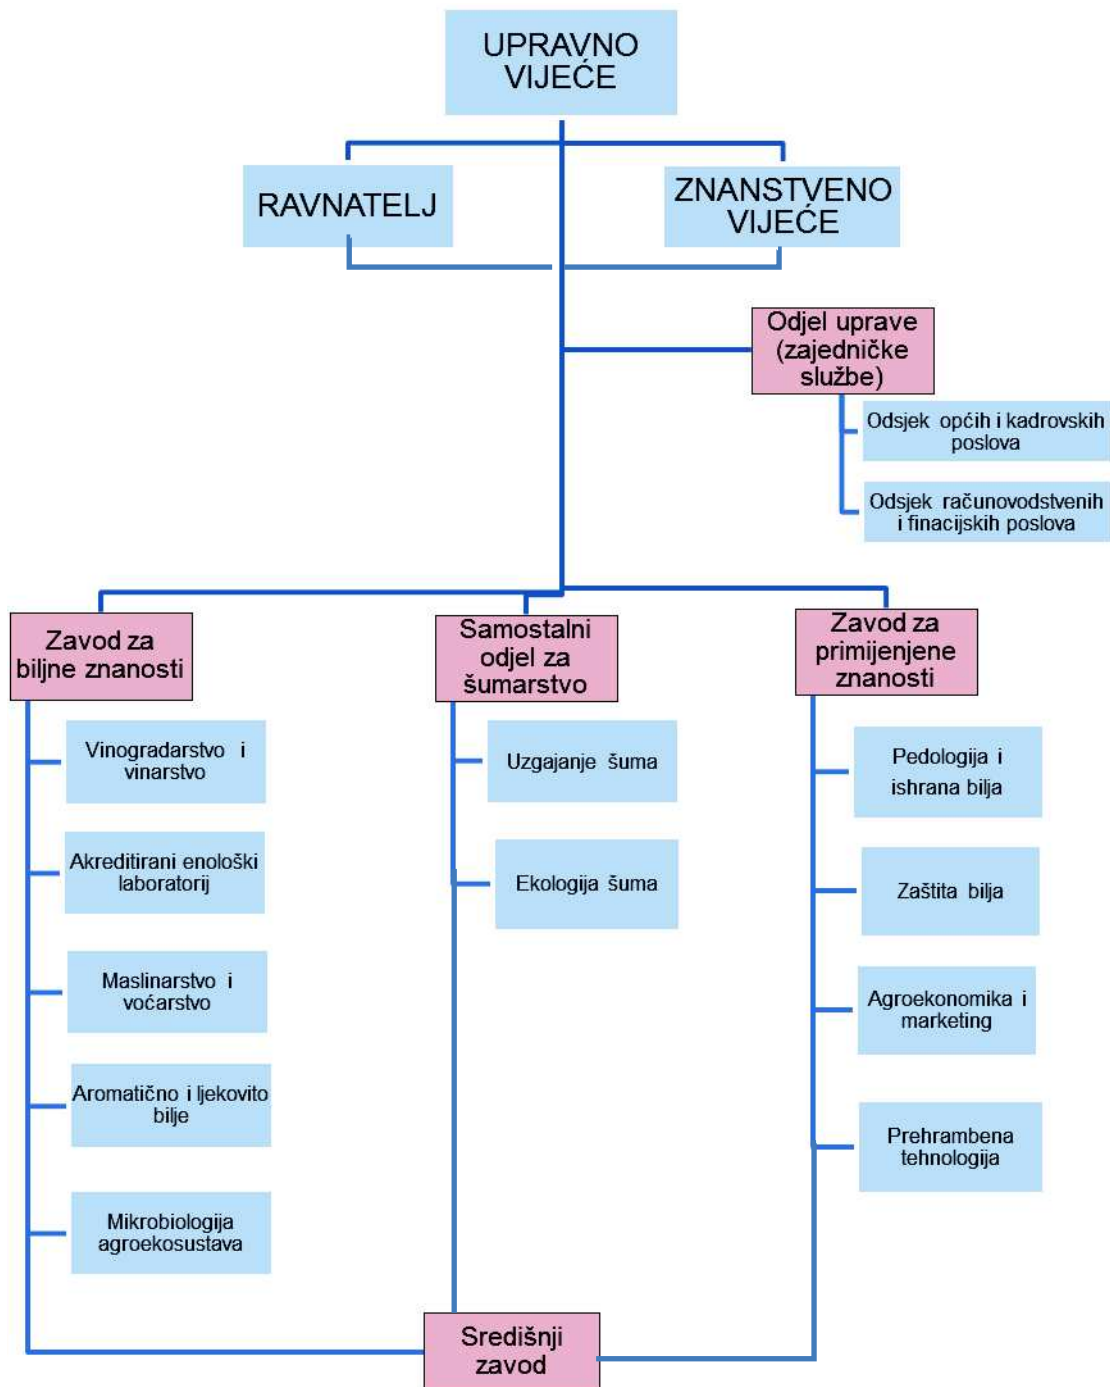 UPRAVNO
VIJEĆE
RAVNATELJ
ZNANSTVENO
VIJEĆE
Odjel uprave
(zajedničke
službe)
Odsjek općih i kadrovskih
poslova
Odsjek računovodstvenih
i finacijskih poslova
Zavod za
biljne znanosti
Vinogradarstvo i
vinarstvo
Akreditirani enološki
laboratorij
Maslinarstvo i
voćarstvo
Aromatično i ljekovito
bilje
Mikrobiologija
agroekosustava
Samostalni
odjel za
šumarstvo
Uzgajanje šuma
Ekologija šuma
Zavod za
primijenjene
znanosti
Pedologija i
ishrana bilja
Zaštita bilja
Agroekonomika i
marketing
Prehrambena
tehnologija
Središnji
zavod